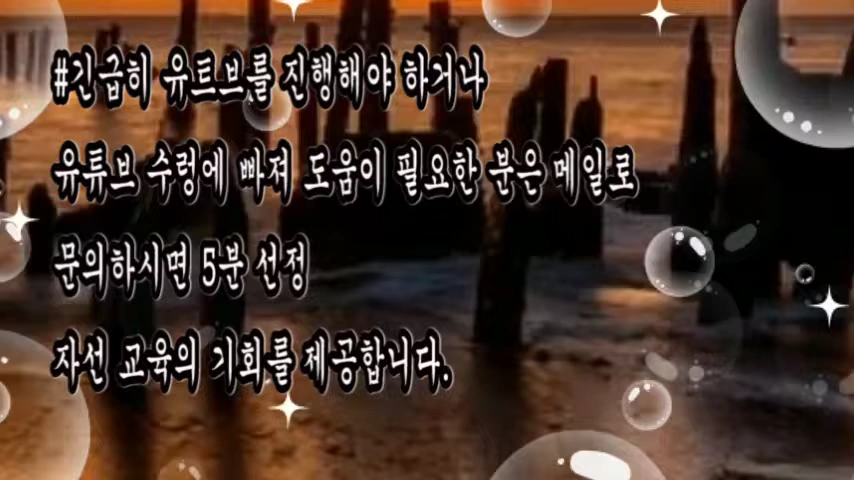 #긴급히 유트브를 진행해야 하거나
유튜브 수렁에 빠져 도움이 필요한 분은 메일로
문의하시면 5분 선정
자선 교육의 기회를 제공합니다.